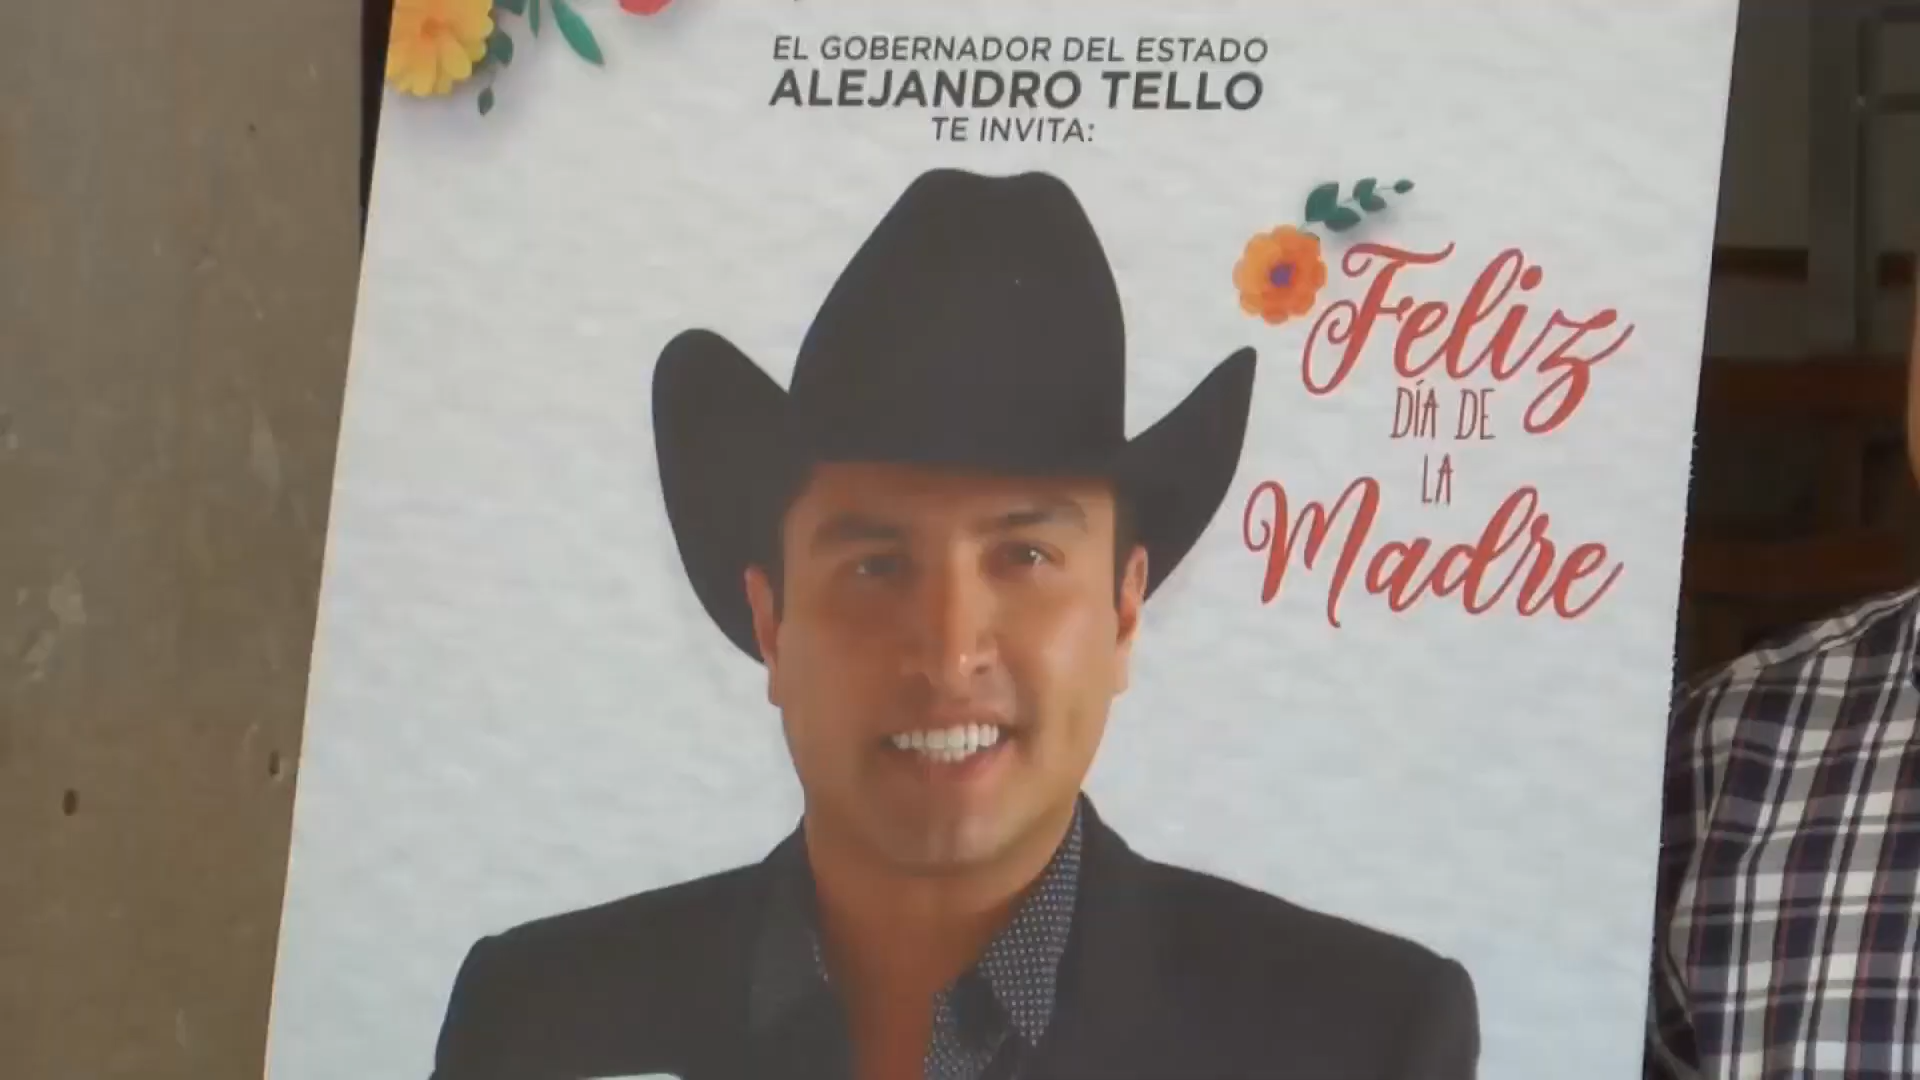 EL GOBERNADOR DEL ESTADO
ALEJANDRO TELLO
TE INVITA:
Feliz
DÍA DE
LA
Madre